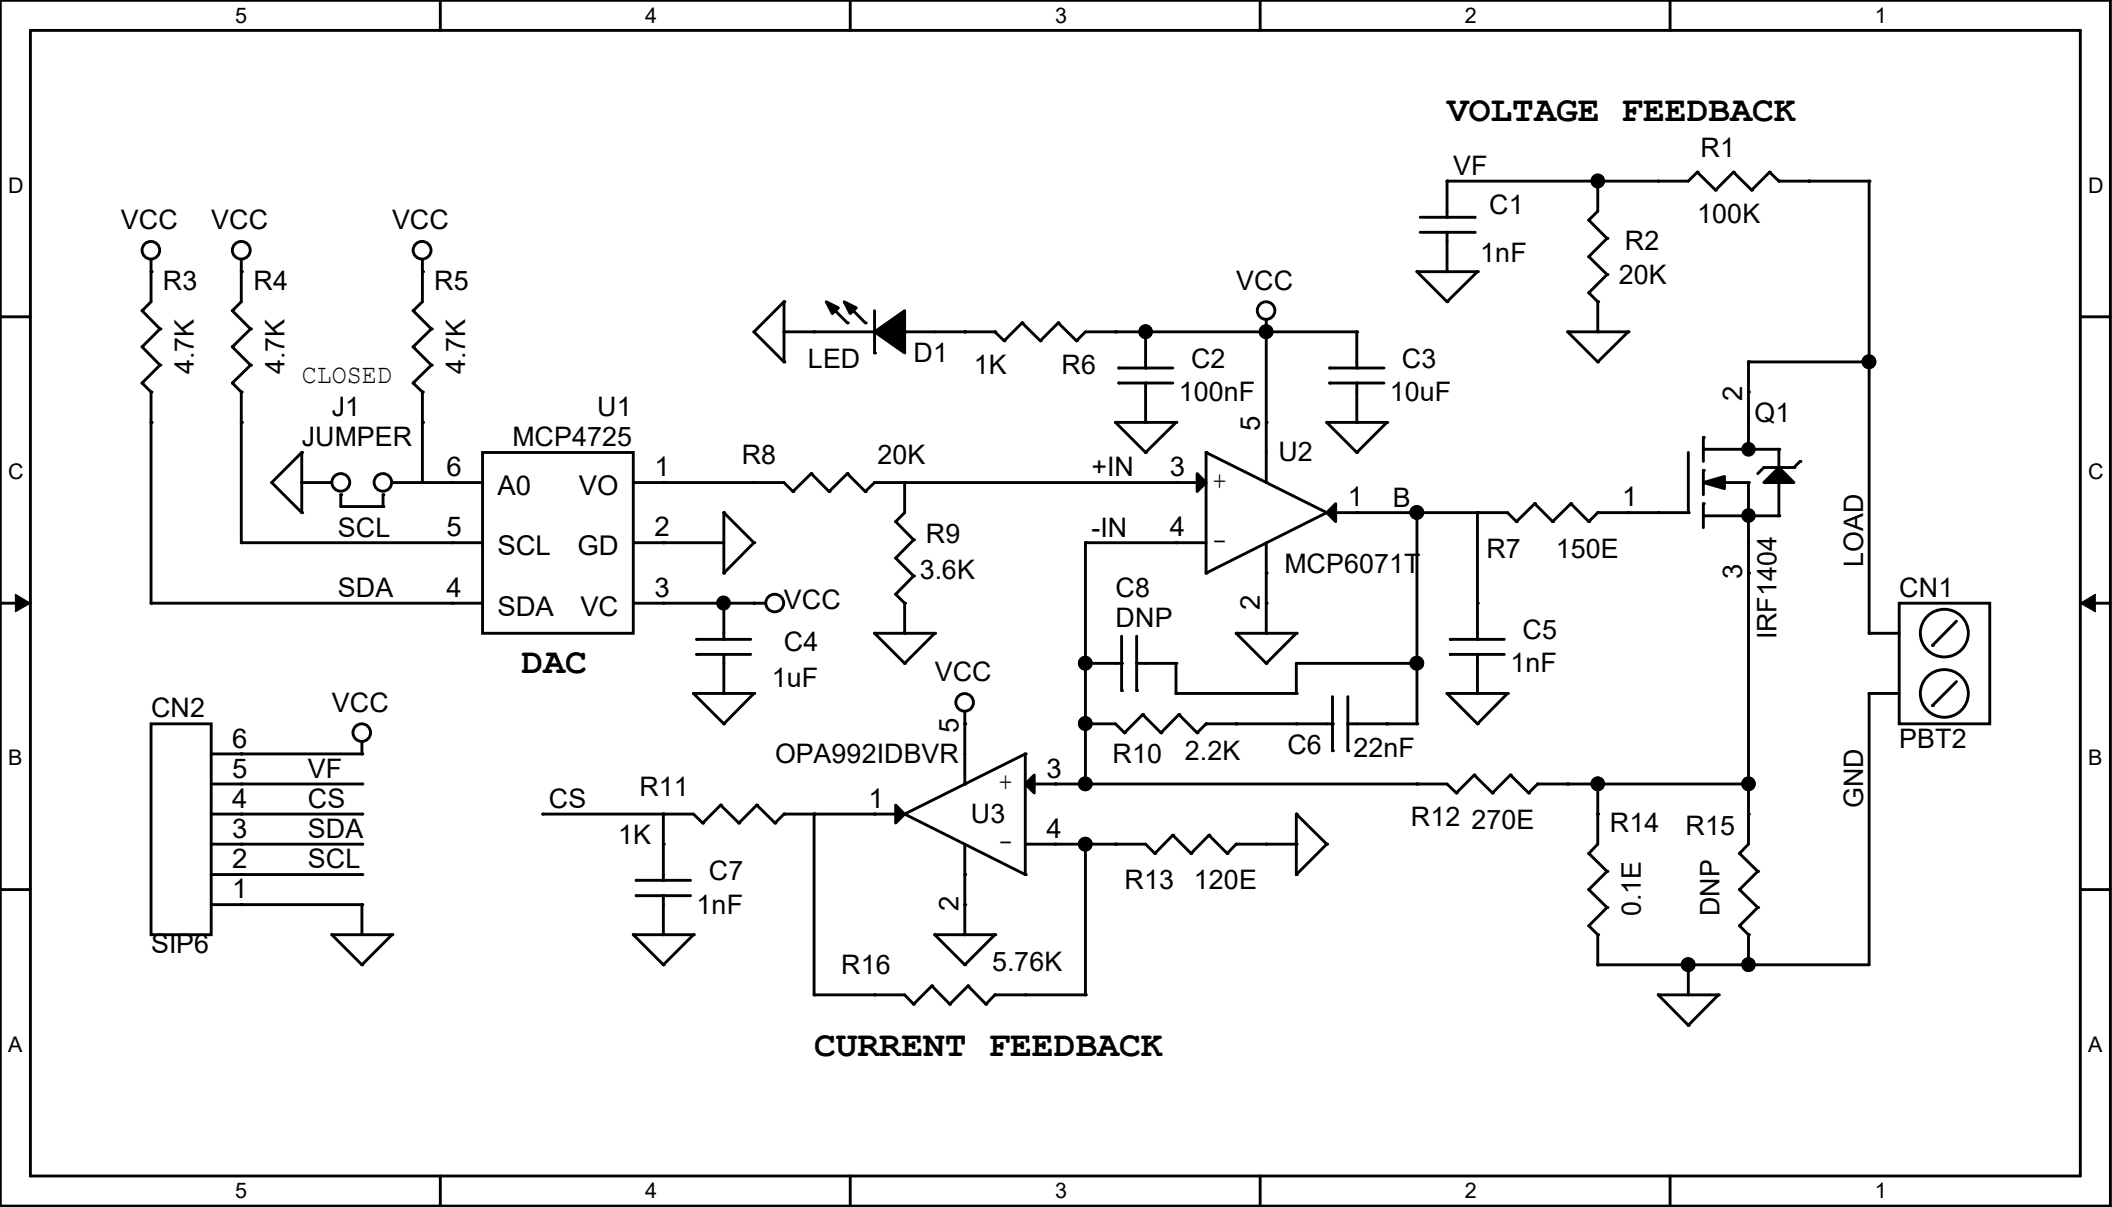 5 4 3 2 1
VOLTAGE FEEDBACK
D D
VF R1
C1 100K
1nF
R2
20K
VCC VCC VCC
R3 R4 R5
4.7K 4.7K 4.7K
CLOSED
J1
JUMPER
VCC
LED D1 1K R6
C2
100nF
C3
10uF
U1
MCP4725
6 A0 VO 1
SCL 5 SCL GD 2
SDA 4 SDA VC 3
DAC
VCC
C4
1uF
C C
R8 20K
R9
3.6K
+IN 3 +
-IN 4 −
5
U2
2
MCP6071T
1 B
R7 150E
1
2
Q1
3
IRF1404
LOAD
C8
DNP
C5
1nF
CN1
PBT2
GND
R10 2.2K
C6 22nF
B B
CN2
VCC
6
5 VF
4 CS
3 SDA
2 SCL
1
SIP6
VCC
5
OPA992IDBVR
U3
+ 3
− 4
1
2
CS R11
1K
C7
1nF
R12 270E
R13 120E
R14
0.1E
R15
DNP
R16 5.76K
CURRENT FEEDBACK
A A
5 4 3 2 1